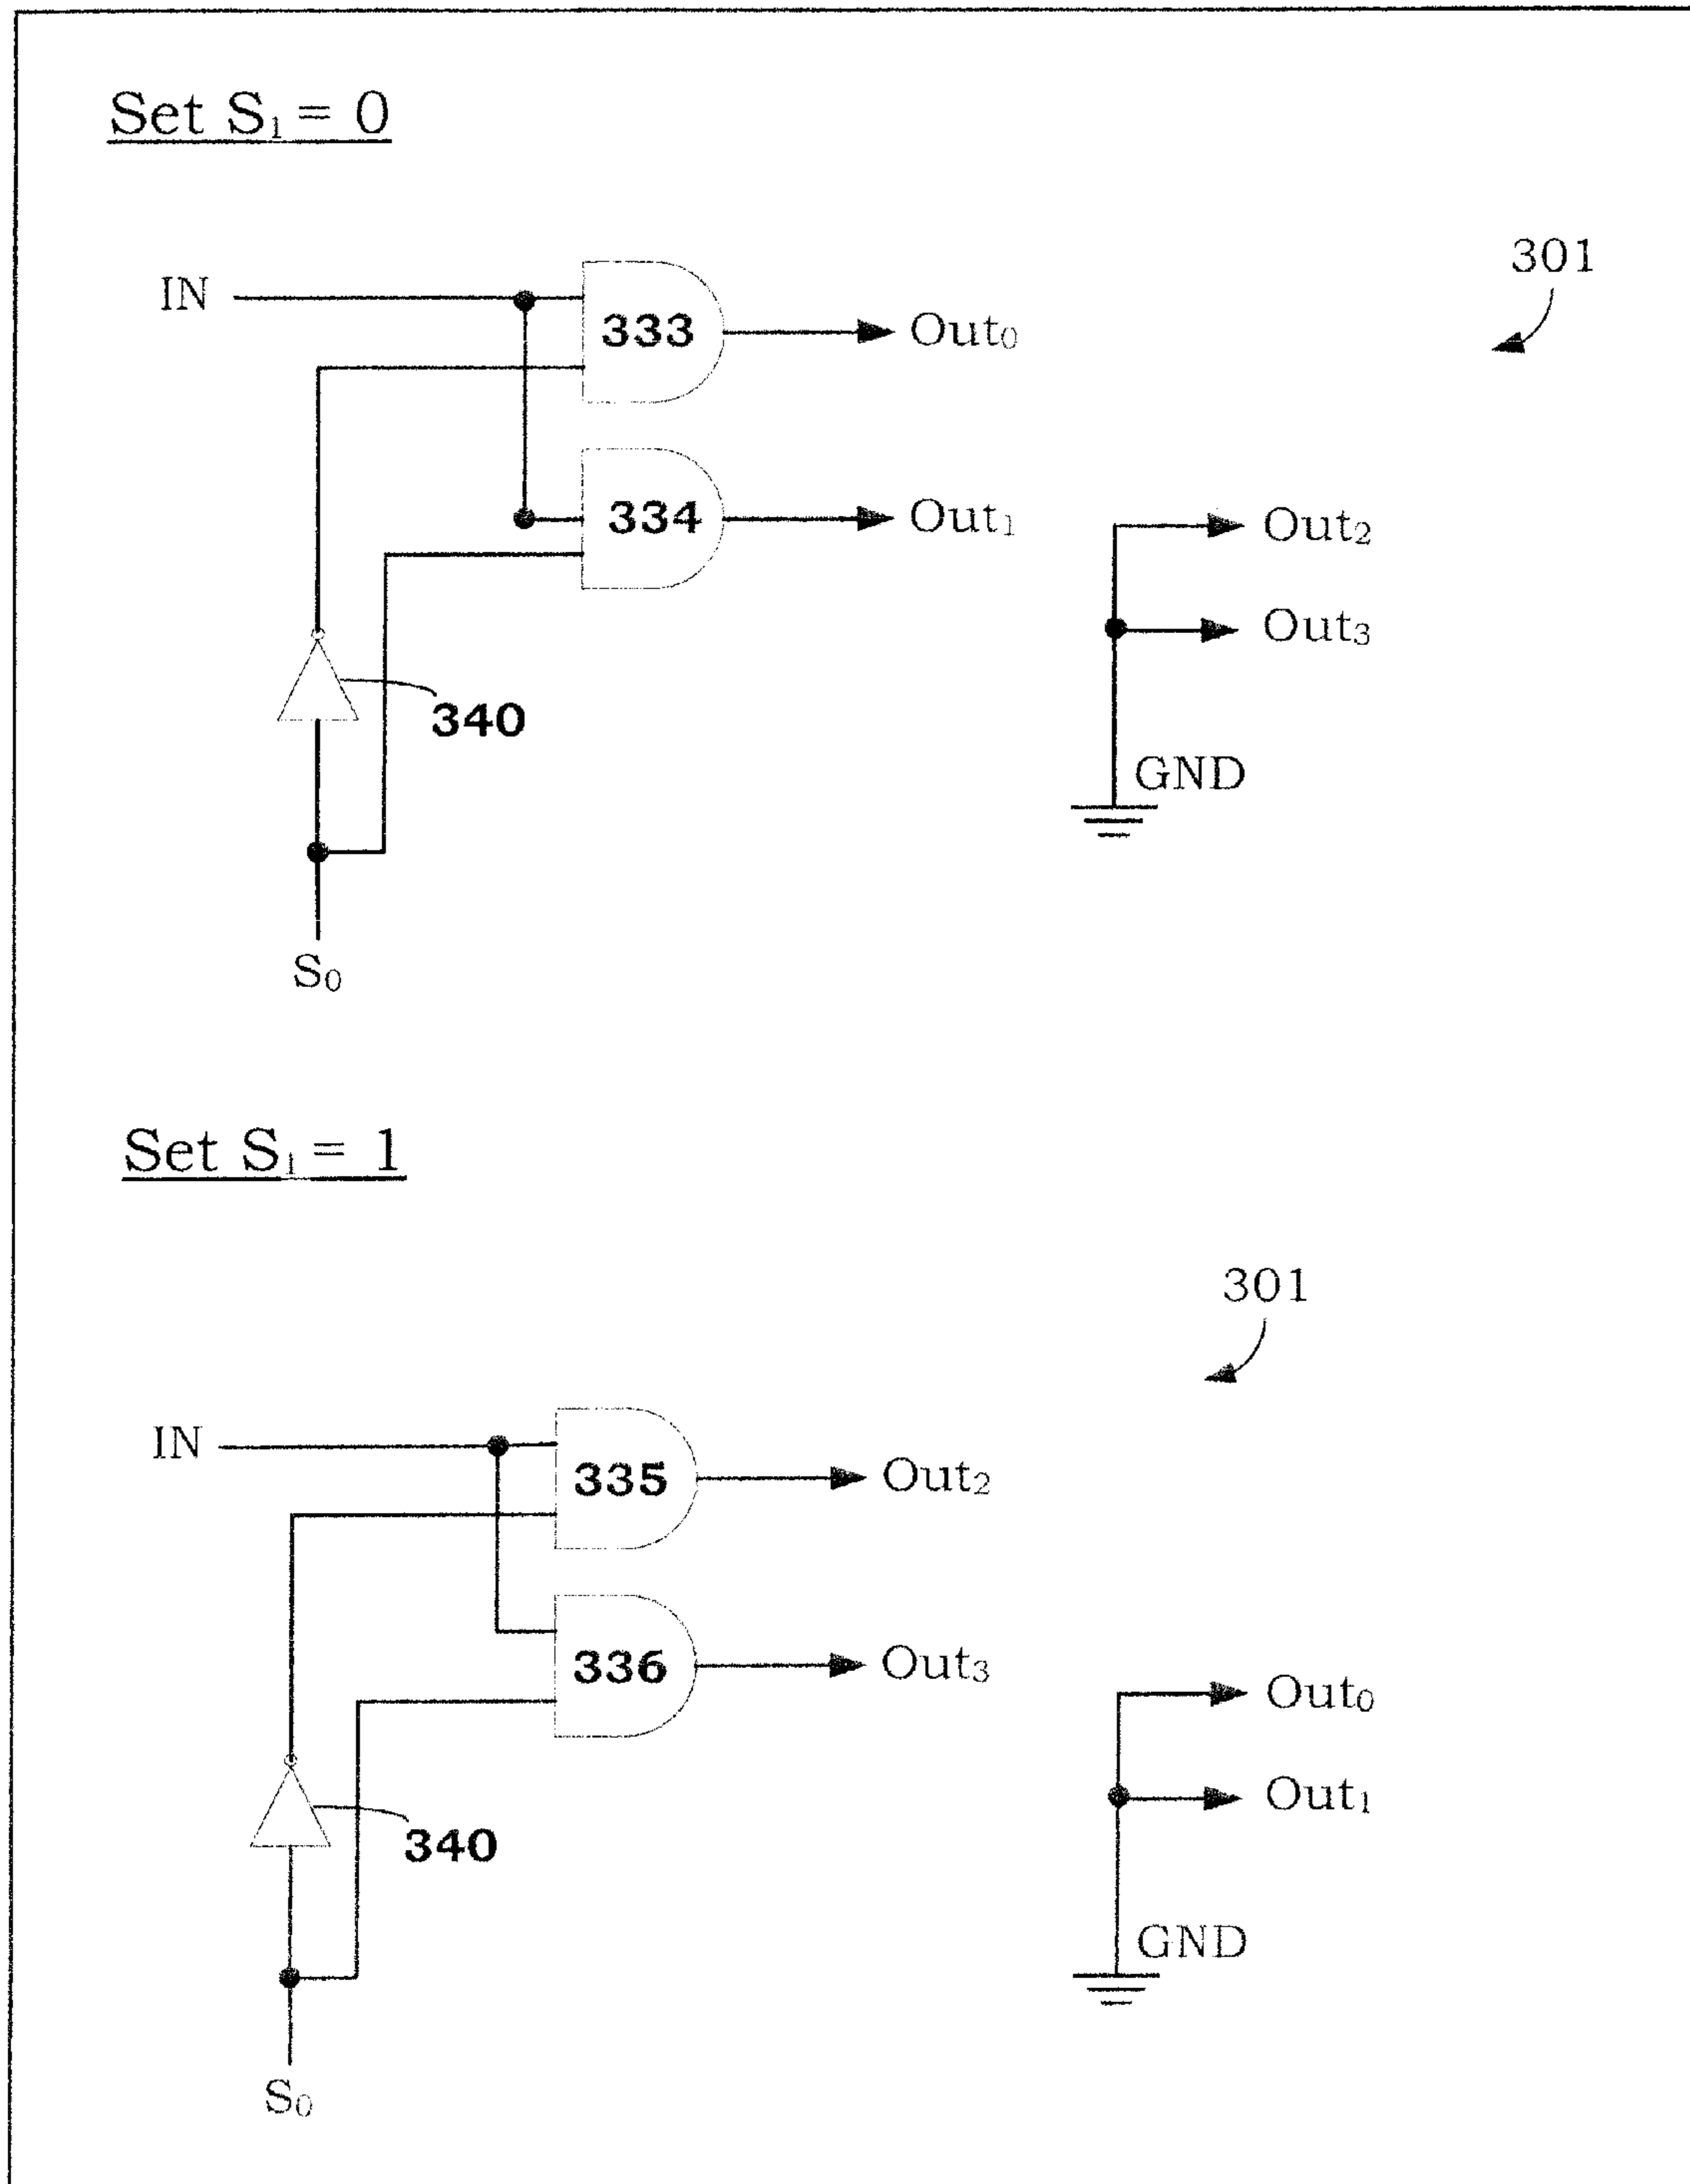 Set S₁ = 0
301
IN
333
Out₀
334
Out₁
Out₂
Out₃
340
GND
S₀
Set S₁ = 1
301
IN
335
Out₂
336
Out₃
Out₀
Out₁
340
GND
S₀